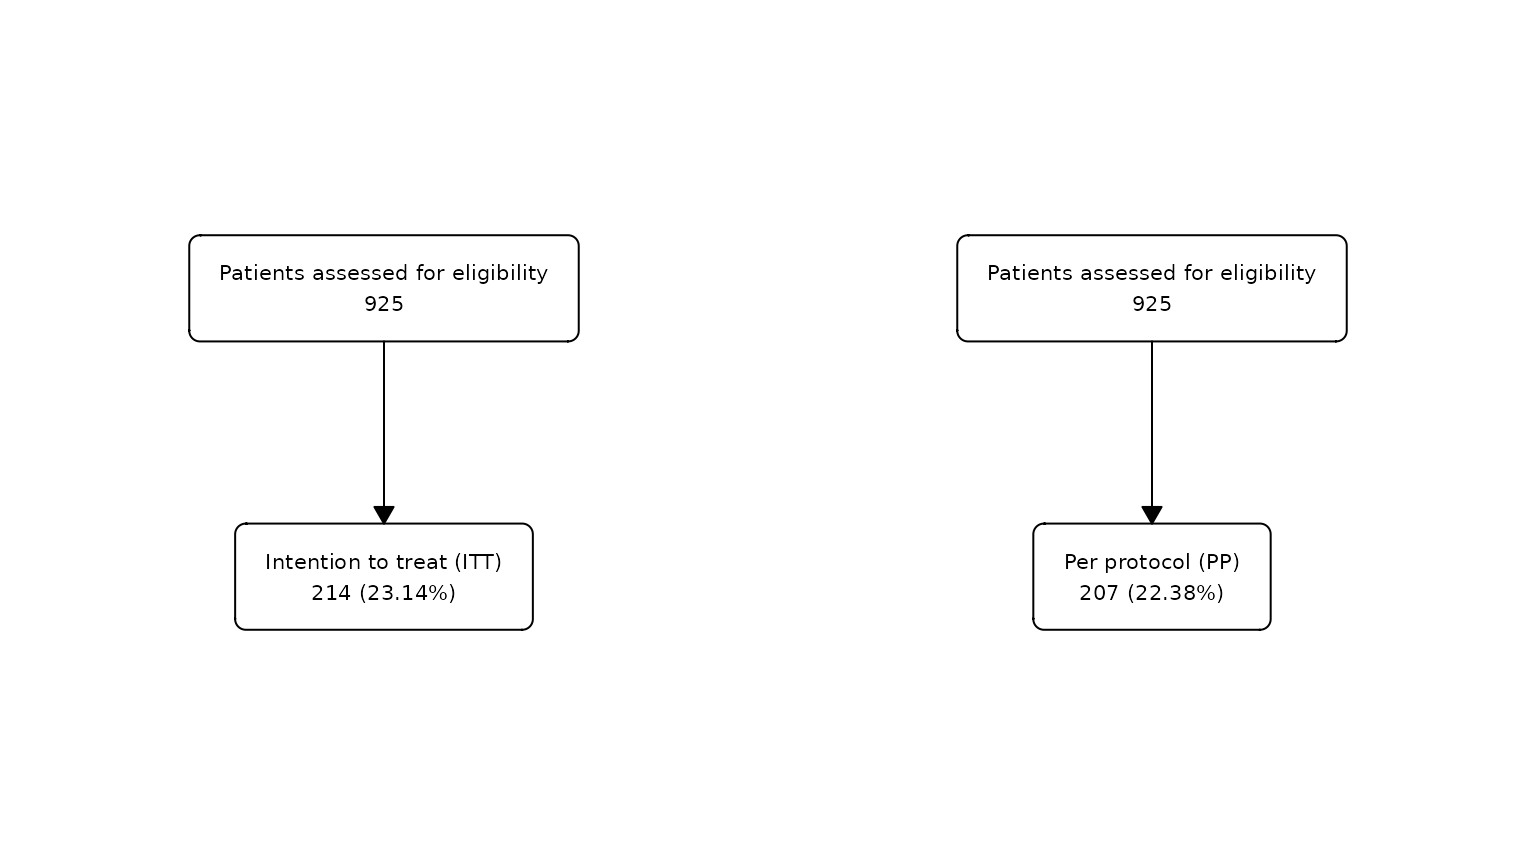 Patients assessed for eligibility
925
Intention to treat (ITT)
214 (23.14%)
Patients assessed for eligibility
925
Per protocol (PP)
207 (22.38%)